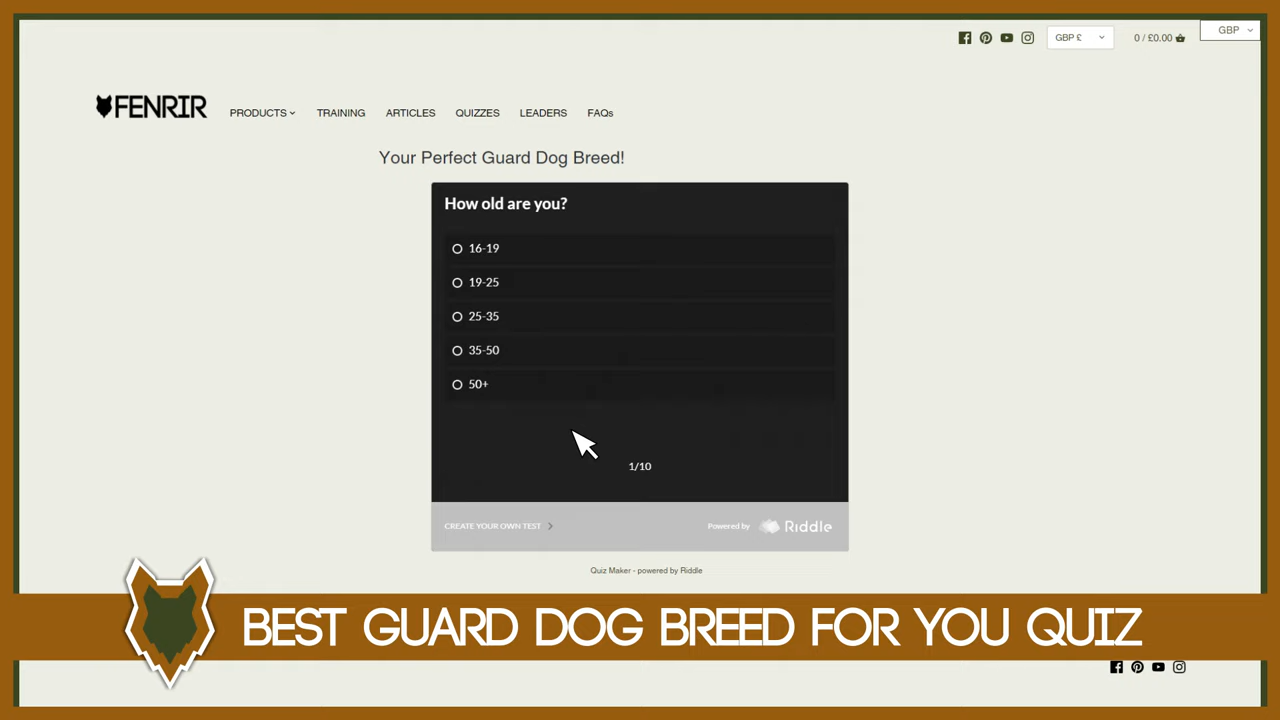 GBP £
0 / £0.00
GBP
FENRIR
PRODUCTS
TRAINING
ARTICLES
QUIZZES
LEADERS
FAQs
Your Perfect Guard Dog Breed!
How old are you?
16-19
19-25
25-35
35-50
50+
1/10
CREATE YOUR OWN TEST
Powered by Riddle
Quiz Maker - powered by Riddle
BEST GUARD DOG BREED FOR YOU QUIZ